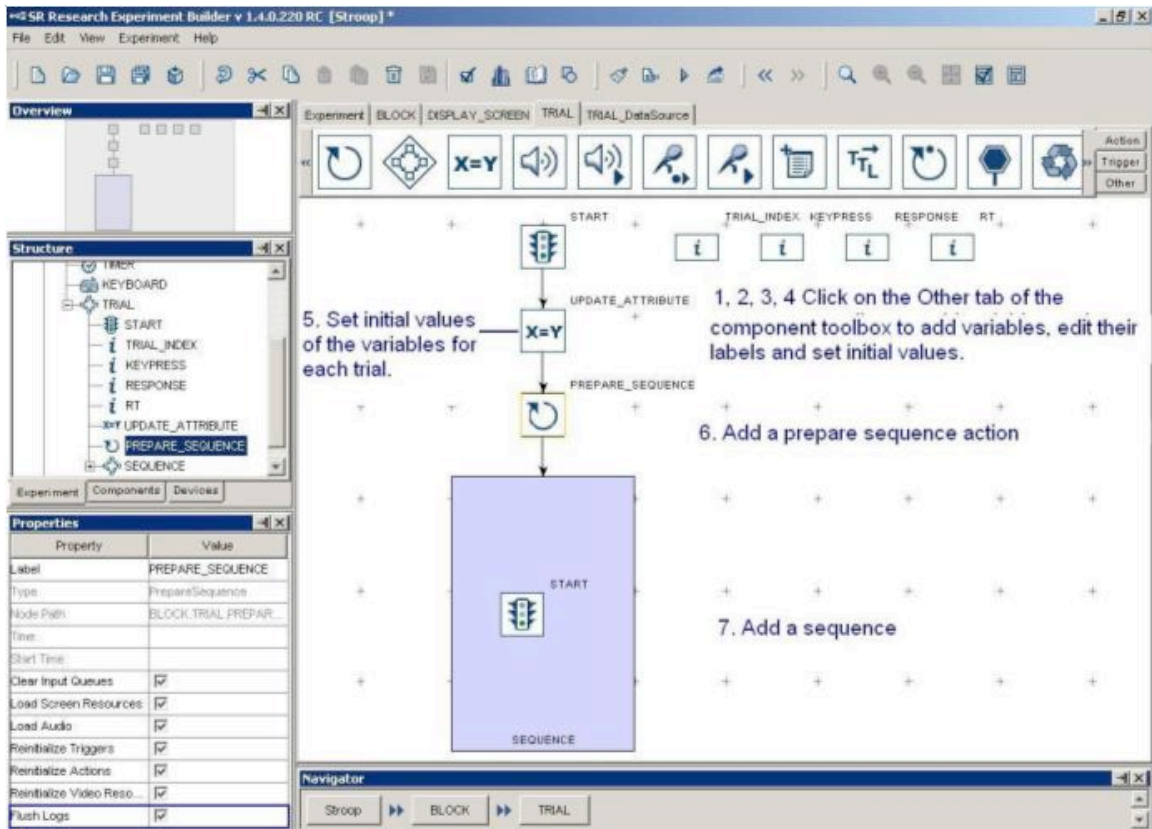 SR Research Experiment Builder v 1.4.0.220 RC [Stroop] *
File Edit View Experiment Help
Overview
Experiment BLOCK DISPLAY_SCREEN TRIAL TRIAL_DataSource
X=Y
TTL
Action
Trigger
Other
Structure
TIMER
KEYBOARD
TRIAL
START
i TRIAL_INDEX
i KEYPRESS
i RESPONSE
i RT
X=Y UPDATE_ATTRIBUTE
PREPARE_SEQUENCE
SEQUENCE
Experiment Components Devices
Properties
Property Value
Label PREPARE_SEQUENCE
Type PrepareSequence
Node Path BLOCK.TRIAL.PREPAR...
Time
Start Time
Clear Input Queues
Load Screen Resources
Load Audio
Reinitialize Triggers
Reinitialize Actions
Reinitialize Video Reso...
Flush Logs
START
TRIAL_INDEX KEYPRESS RESPONSE RT
i i i i
UPDATE_ATTRIBUTE
X=Y
1, 2, 3, 4 Click on the Other tab of the
component toolbox to add variables, edit their
labels and set initial values.
5. Set initial values
of the variables for
each trial.
PREPARE_SEQUENCE
6. Add a prepare sequence action
START
7. Add a sequence
SEQUENCE
Navigator
Stroop BLOCK TRIAL